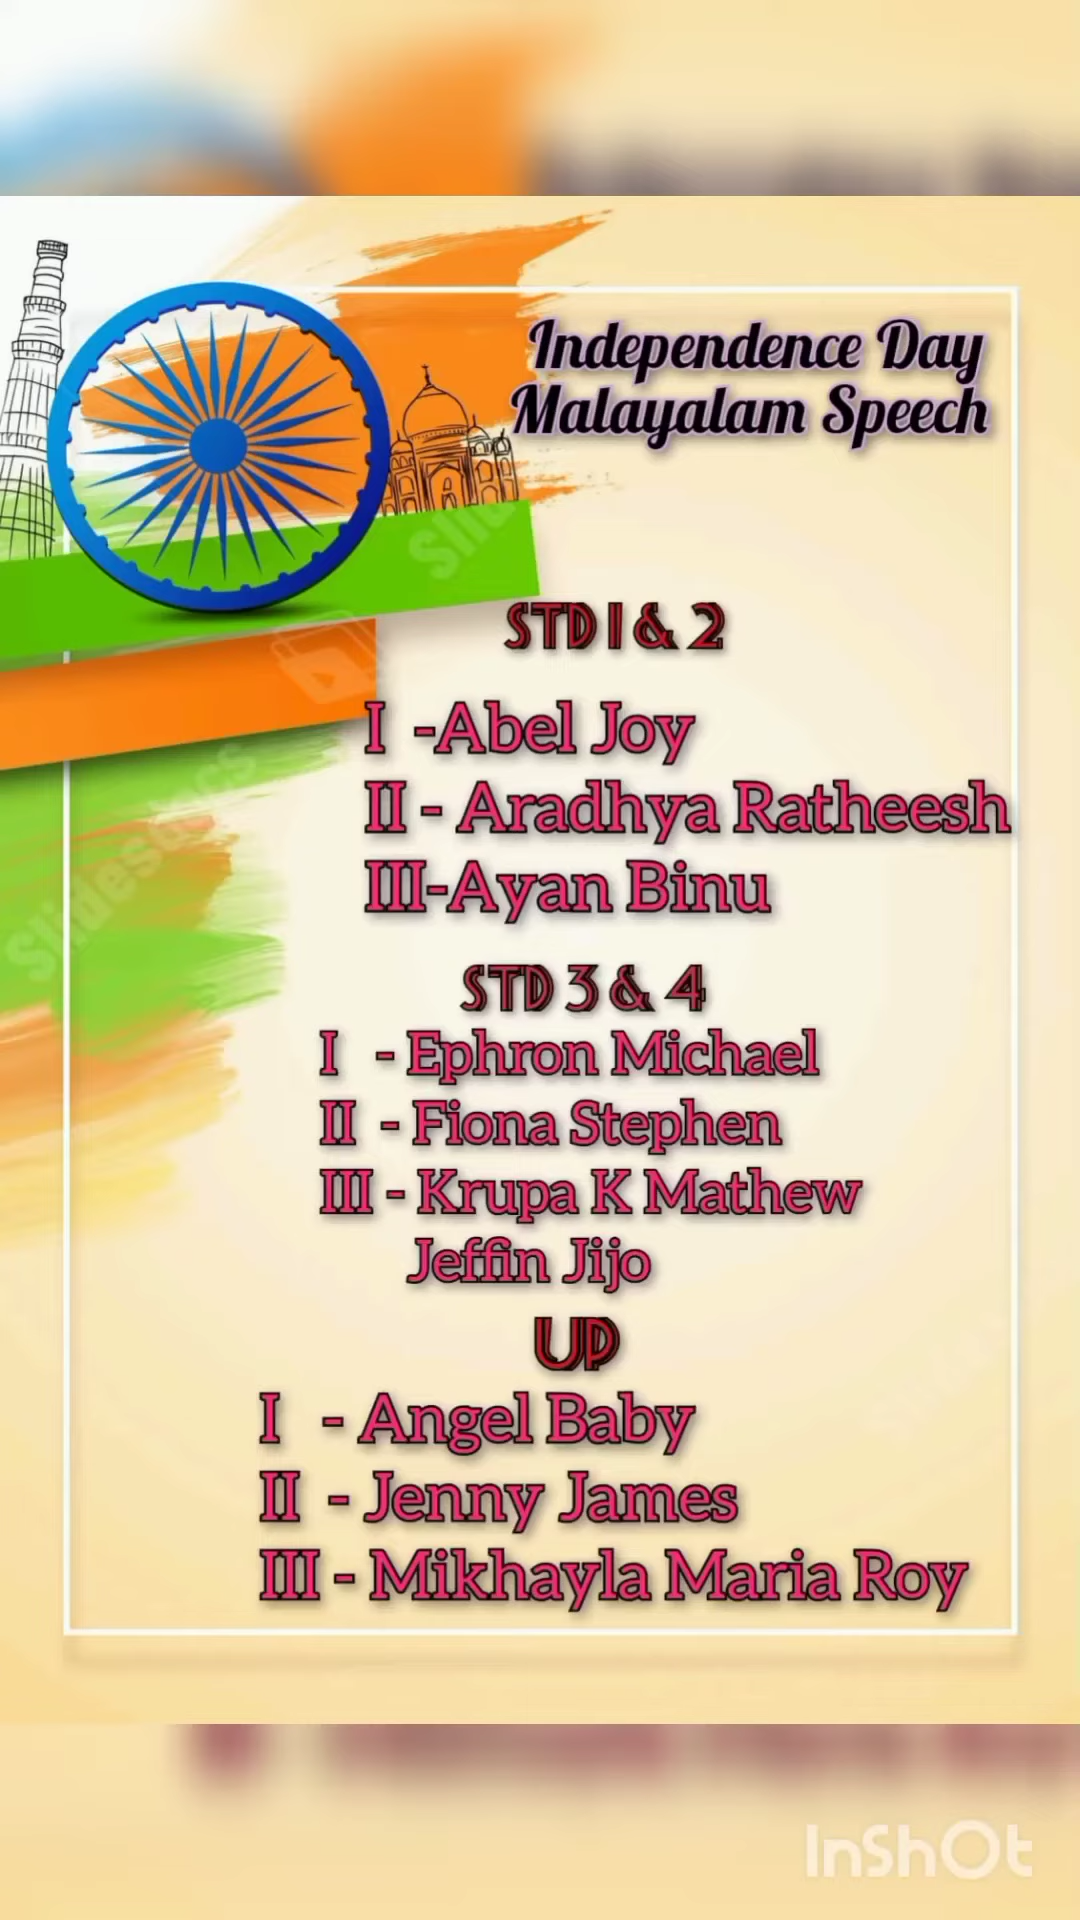 Independence Day
Malayalam Speech
STD 1 & 2
I -Abel Joy
II - Aradhya Ratheesh
III-Ayan Binu
STD 3 & 4
I - Ephron Michael
II - Fiona Stephen
III - Krupa K Mathew
Jeffin Jijo
UP
I - Angel Baby
II - Jenny James
III - Mikhayla Maria Roy
InShOt